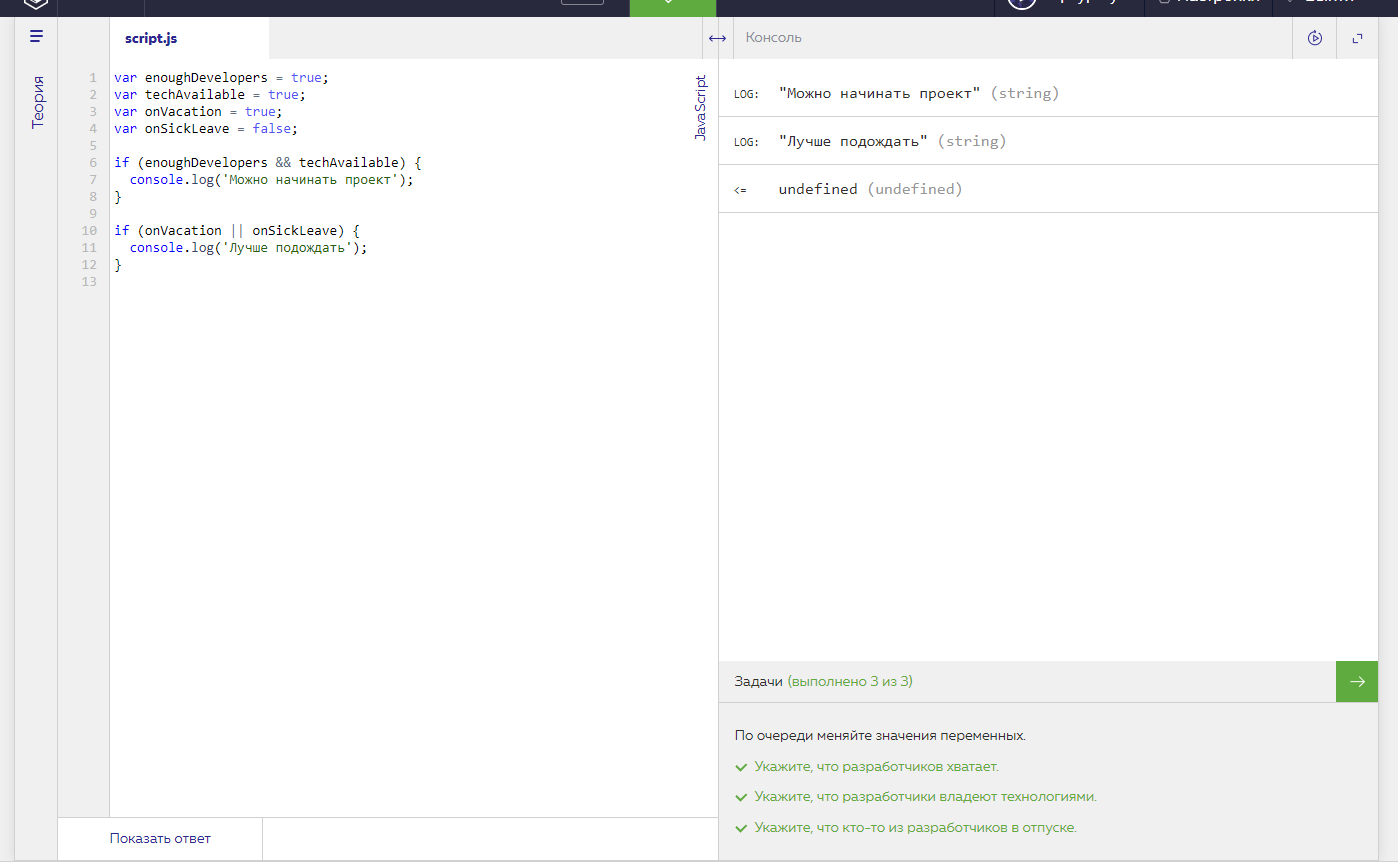 script.js
Консоль
Теория
JavaScript
1 var enoughDevelopers = true;
2 var techAvailable = true;
3 var onVacation = true;
4 var onSickLeave = false;
5
6 if (enoughDevelopers && techAvailable) {
7 console.log('Можно начинать проект');
8 }
9
10 if (onVacation || onSickLeave) {
11 console.log('Лучше подождать');
12 }
13
LOG: "Можно начинать проект" (string)
LOG: "Лучше подождать" (string)
<= undefined (undefined)
Задачи (выполнено 3 из 3)
По очереди меняйте значения переменных.
Укажите, что разработчиков хватает.
Укажите, что разработчики владеют технологиями.
Укажите, что кто-то из разработчиков в отпуске.
Показать ответ